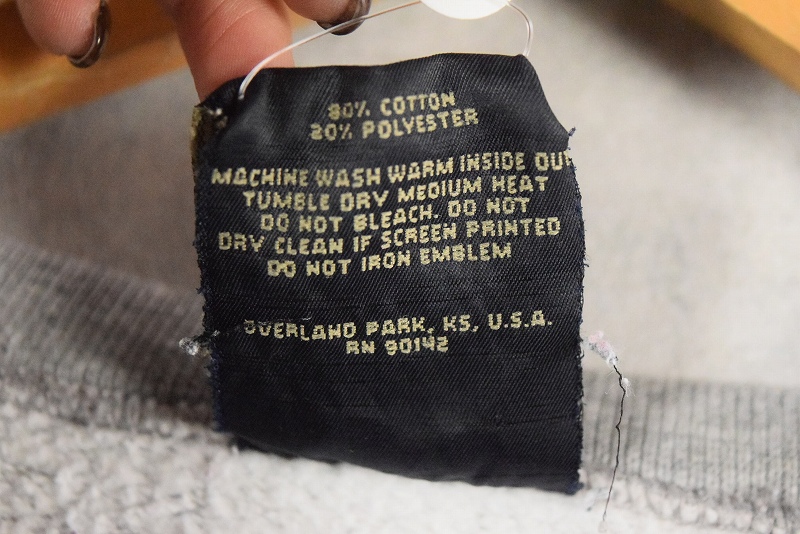 80% COTTON
20% POLYESTER
MACHINE WASH WARM INSIDE OUT
TUMBLE DRY MEDIUM HEAT
DO NOT BLEACH. DO NOT
DRY CLEAN IF SCREEN PRINTED
DO NOT IRON EMBLEM
OVERLAND PARK, KS, U.S.A.
RN 90142